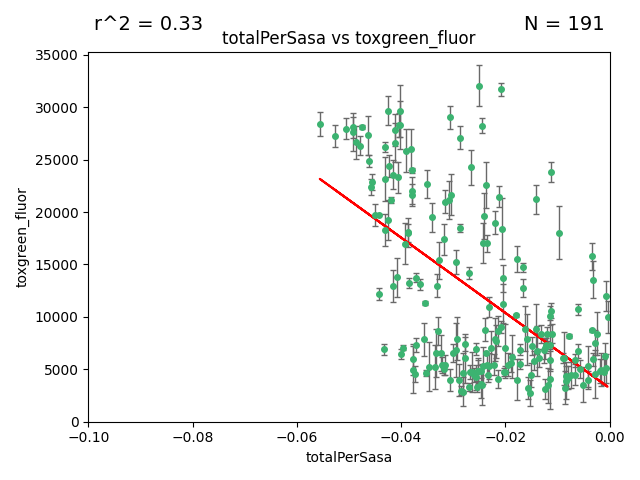 r^2 = 0.33 N = 191
totalPerSasa vs toxgreen_fluor
toxgreen_fluor
35000
30000
25000
20000
15000
10000
5000
0
−0.10 −0.08 −0.06 −0.04 −0.02 0.00
totalPerSasa